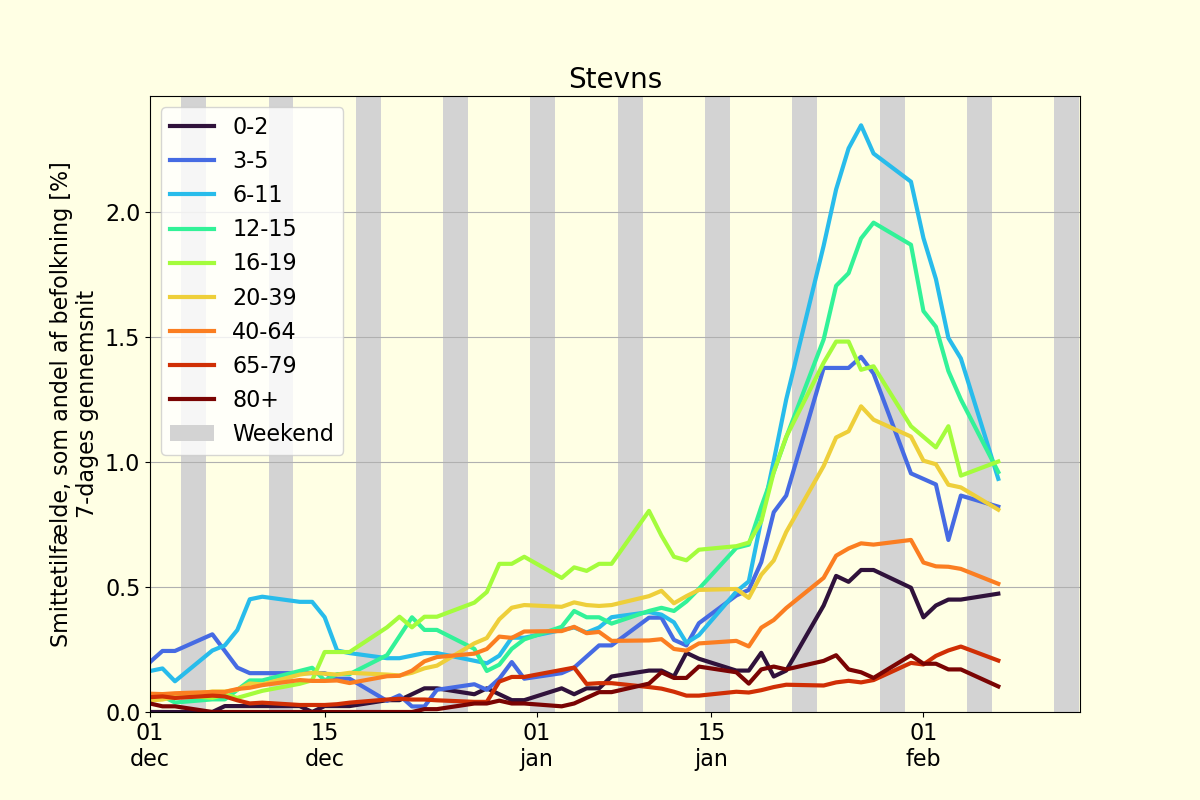 Stevns
Smittetilfælde, som andel af befolkning [%]
7-dages gennemsnit
2.0
1.5
1.0
0.5
0.0
0-2
3-5
6-11
12-15
16-19
20-39
40-64
65-79
80+
Weekend
01
dec
15
dec
01
jan
15
jan
01
feb